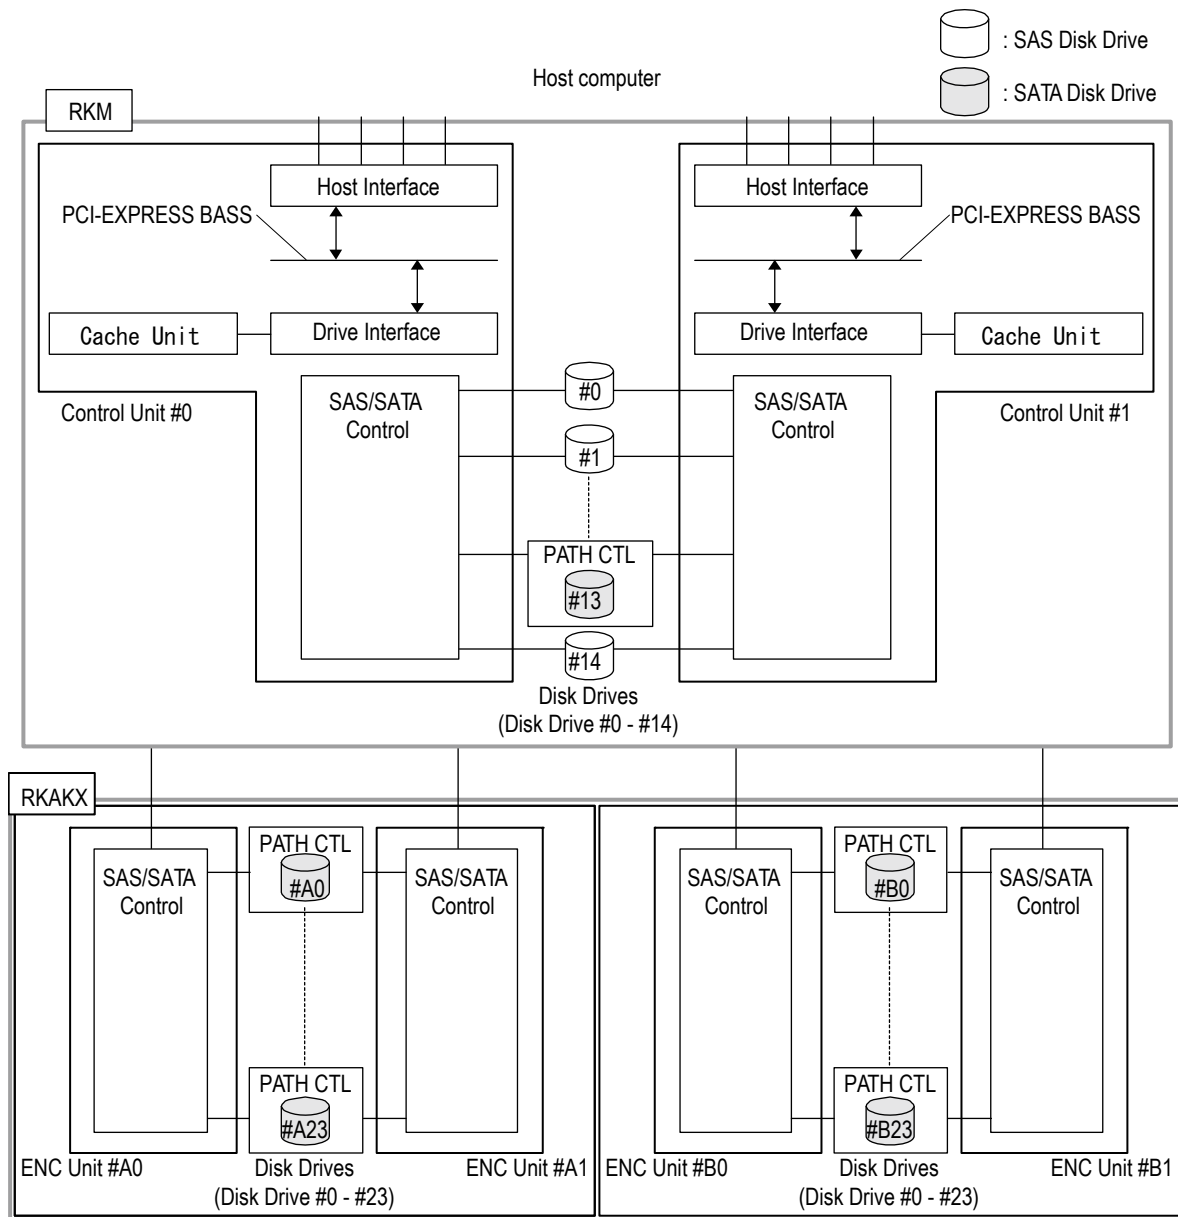 : SAS Disk Drive
Host computer
: SATA Disk Drive
RKM
Host Interface
Host Interface
PCI-EXPRESS BASS
PCI-EXPRESS BASS
Cache Unit
Drive Interface
Drive Interface
Cache Unit
#0
SAS/SATA
Control
SAS/SATA
Control
Control Unit #0
Control Unit #1
#1
PATH CTL
#13
#14
Disk Drives
(Disk Drive #0 - #14)
RKAKX
PATH CTL
#A0
SAS/SATA
Control
SAS/SATA
Control
PATH CTL
#A23
ENC Unit #A0
Disk Drives
(Disk Drive #0 - #23)
ENC Unit #A1
PATH CTL
#B0
SAS/SATA
Control
SAS/SATA
Control
PATH CTL
#B23
ENC Unit #B0
Disk Drives
(Disk Drive #0 - #23)
ENC Unit #B1